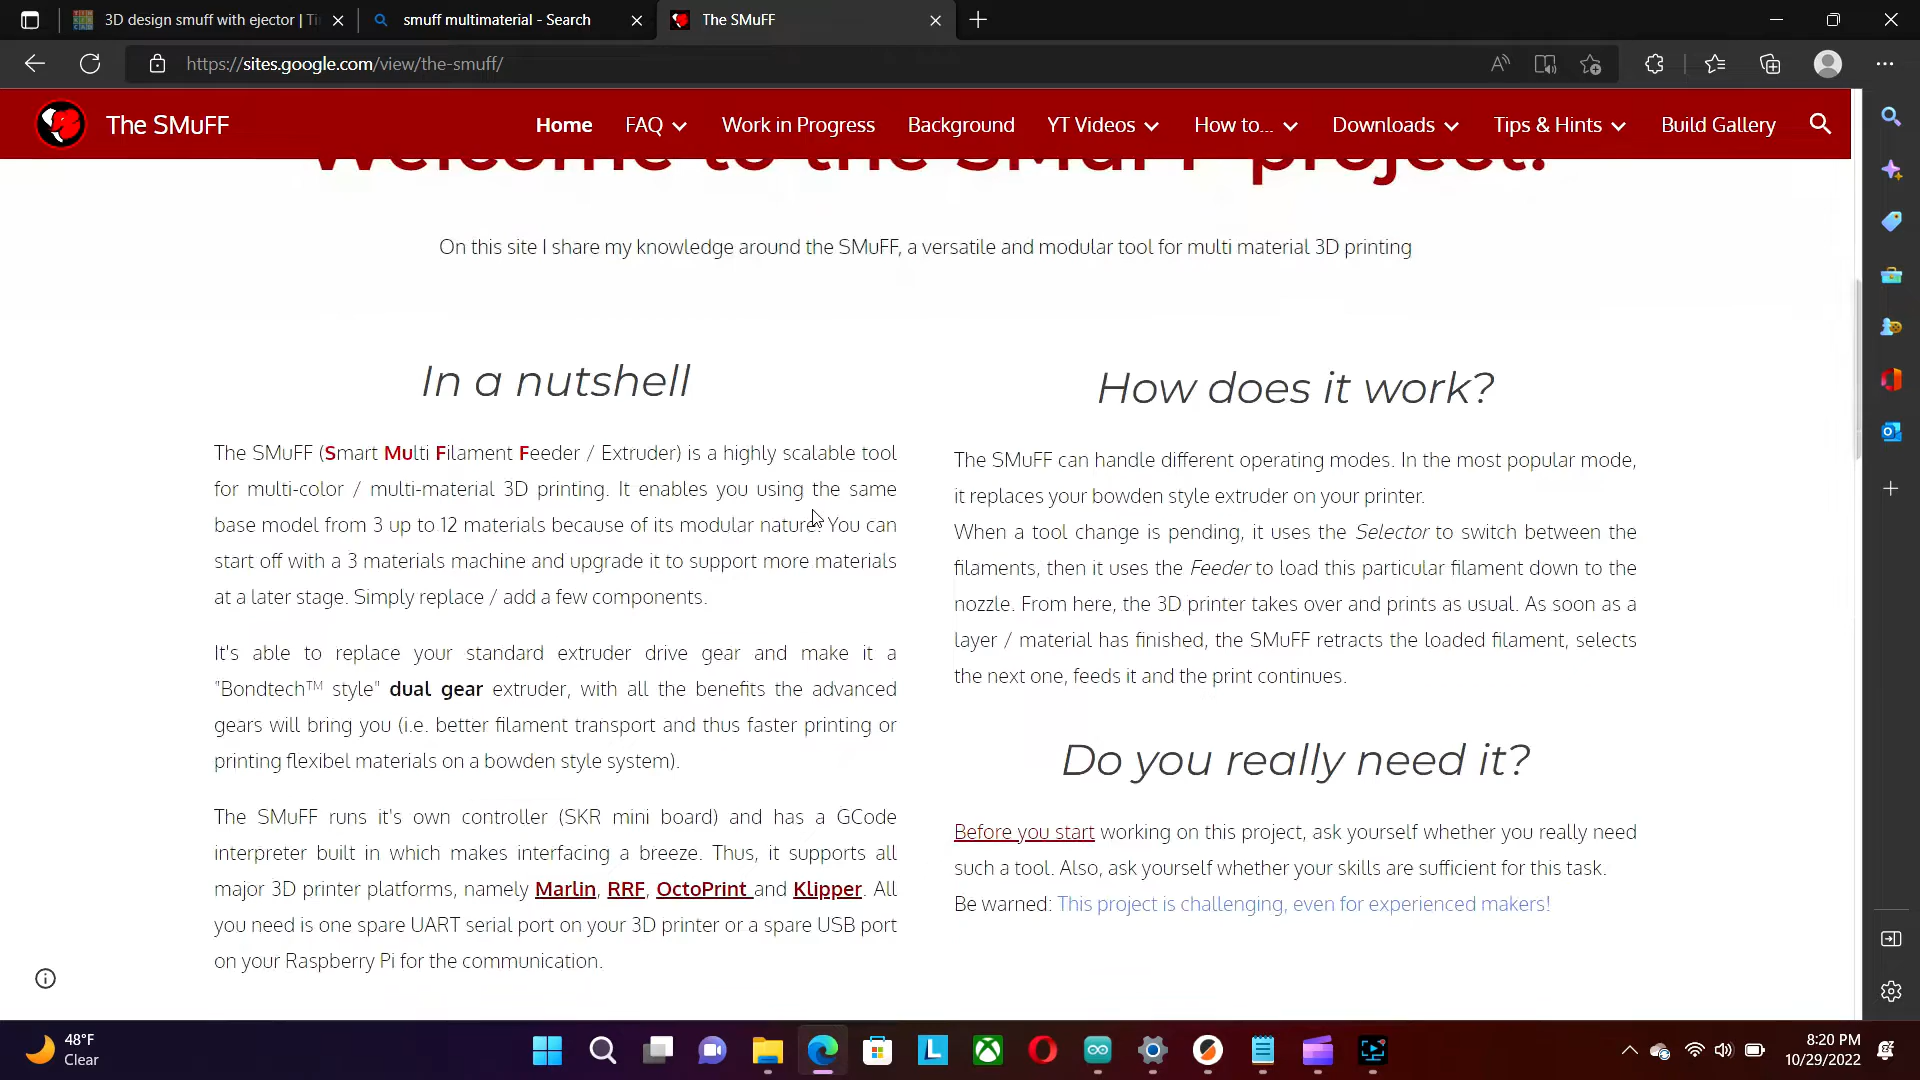 3D design smuff with ejector | Ti
smuff multimaterial - Search
The SMuFF
https://sites.google.com/view/the-smuff/
The SMuFF
Home
FAQ
Work in Progress
Background
YT Videos
How to...
Downloads
Tips & Hints
Build Gallery
Welcome to the SMuFF project!
On this site I share my knowledge around the SMuFF, a versatile and modular tool for multi material 3D printing
In a nutshell
The SMuFF (Smart Multi Filament Feeder / Extruder) is a highly scalable tool
for multi-color / multi-material 3D printing. It enables you using the same
base model from 3 up to 12 materials because of its modular nature. You can
start off with a 3 materials machine and upgrade it to support more materials
at a later stage. Simply replace / add a few components.
It's able to replace your standard extruder drive gear and make it a
"Bondtech™ style" dual gear extruder, with all the benefits the advanced
gears will bring you (i.e. better filament transport and thus faster printing or
printing flexibel materials on a bowden style system).
The SMuFF runs it's own controller (SKR mini board) and has a GCode
interpreter built in which makes interfacing a breeze. Thus, it supports all
major 3D printer platforms, namely Marlin, RRF, OctoPrint and Klipper. All
you need is one spare UART serial port on your 3D printer or a spare USB port
on your Raspberry Pi for the communication.
How does it work?
The SMuFF can handle different operating modes. In the most popular mode,
it replaces your bowden style extruder on your printer.
When a tool change is pending, it uses the Selector to switch between the
filaments, then it uses the Feeder to load this particular filament down to the
nozzle. From here, the 3D printer takes over and prints as usual. As soon as a
layer / material has finished, the SMuFF retracts the loaded filament, selects
the next one, feeds it and the print continues.
Do you really need it?
Before you start working on this project, ask yourself whether you really need
such a tool. Also, ask yourself whether your skills are sufficient for this task.
Be warned: This project is challenging, even for experienced makers!
48°F
Clear
8:20 PM
10/29/2022